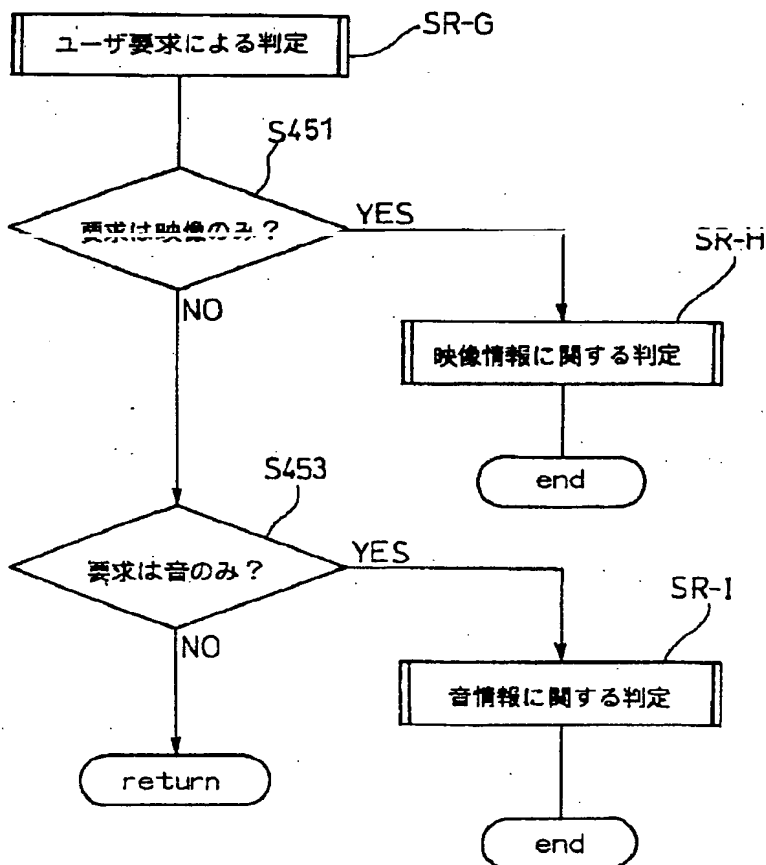 ユーザ要求による判定
SR-G
S451
要求は映像のみ?
YES
NO
SR-H
映像情報に関する判定
end
S453
要求は音のみ?
YES
NO
SR-I
音情報に関する判定
return
end